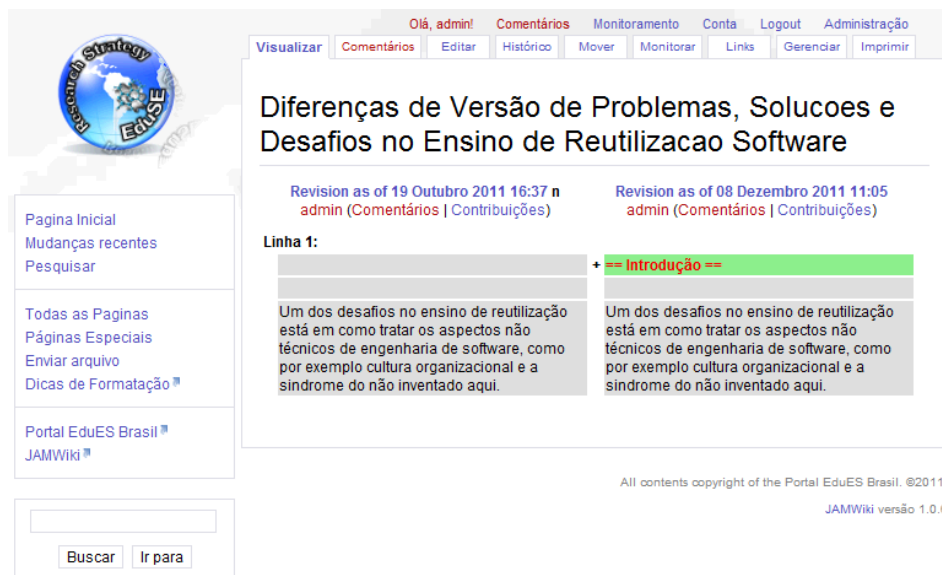 Olá, admin! Comentários Monitoramento Conta Logout Administração
Visualizar Comentários Editar Histórico Mover Monitorar Links Gerenciar Imprimir
Research Strategy
EduSE
Diferenças de Versão de Problemas, Solucoes e
Desafios no Ensino de Reutilizacao Software
Revision as of 19 Outubro 2011 16:37 n
admin (Comentários | Contribuições)
Revision as of 08 Dezembro 2011 11:05
admin (Comentários | Contribuições)
Linha 1:
+ == Introdução ==
Um dos desafios no ensino de reutilização
está em como tratar os aspectos não
técnicos de engenharia de software, como
por exemplo cultura organizacional e a
sindrome do não inventado aqui.
Um dos desafios no ensino de reutilização
está em como tratar os aspectos não
técnicos de engenharia de software, como
por exemplo cultura organizacional e a
sindrome do não inventado aqui.
Pagina Inicial
Mudanças recentes
Pesquisar
Todas as Paginas
Páginas Especiais
Enviar arquivo
Dicas de Formatação
Portal EduES Brasil
JAMWiki
Buscar Ir para
All contents copyright of the Portal EduES Brasil. ©2011
JAMWiki versão 1.0.